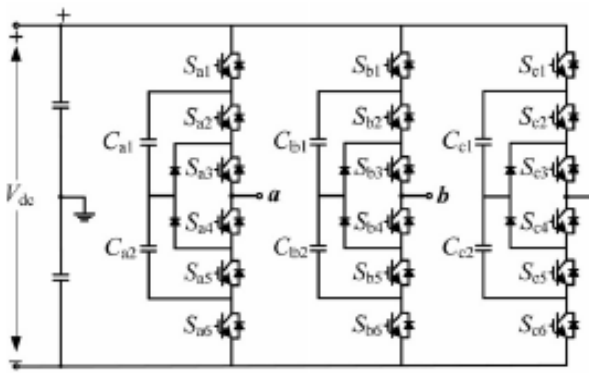 +
+
S_a1 S_b1 S_c1
S_a2 S_b2 S_c2
C_a1 C_b1 C_c1
S_a3 S_b3 S_c3
V_dc a b
S_a4 S_b4 S_c4
C_a2 C_b2 C_c2
S_a5 S_b5 S_c5
S_a6 S_b6 S_c6
−